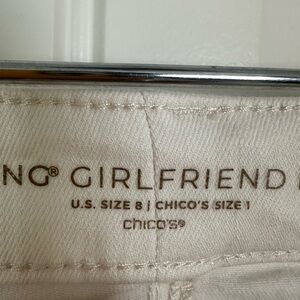 NG® GIRLFRIEND
U.S. SIZE 8 | CHICO'S SIZE 1
chico's®